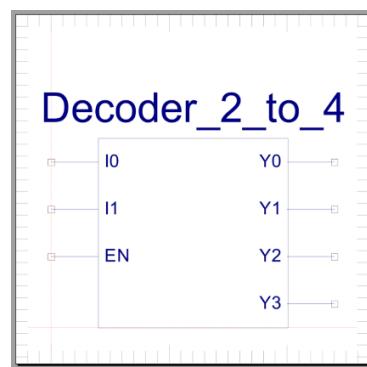 Decoder_2_to_4
I0 Y0
I1 Y1
EN Y2
Y3